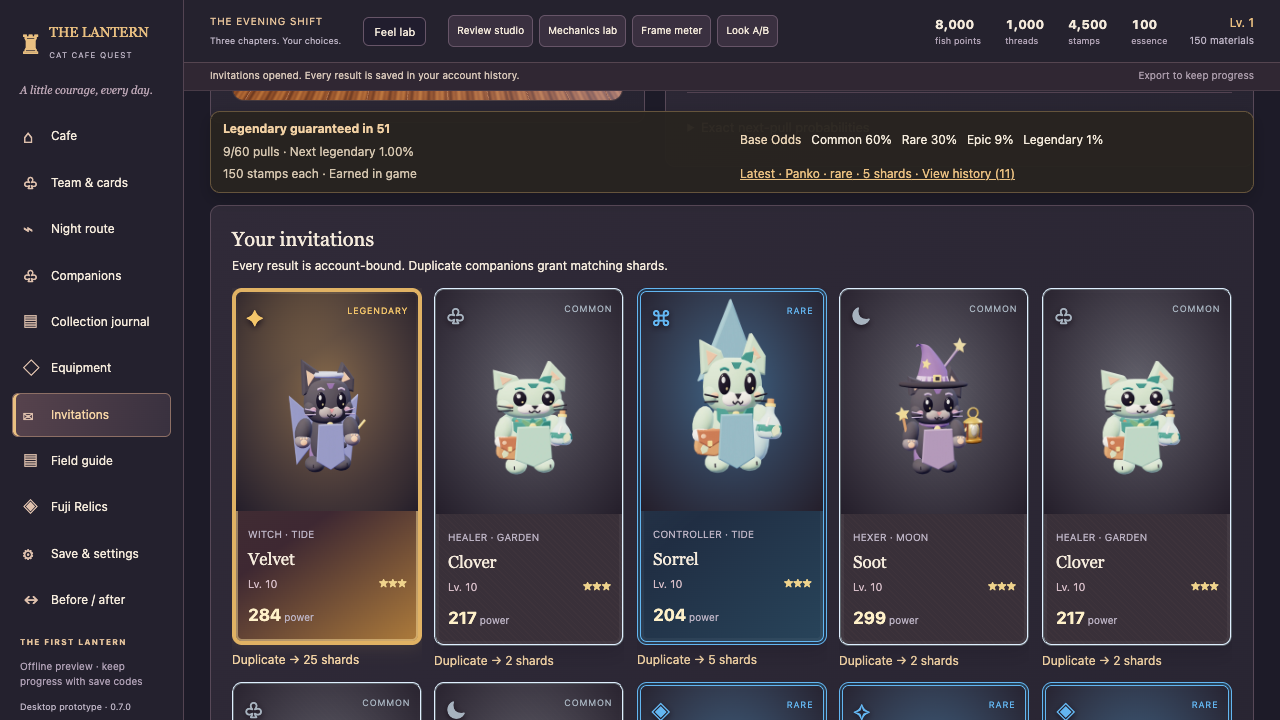 THE LANTERN
CAT CAFE QUEST
A little courage, every day.
Cafe
Team & cards
Night route
Companions
Collection journal
Equipment
Invitations
Field guide
Fuji Relics
Save & settings
Before / after
THE FIRST LANTERN
Offline preview · keep
progress with save codes
Desktop prototype · 0.7.0
THE EVENING SHIFT
Three chapters. Your choices.
Feel lab
Review studio
Mechanics lab
Frame meter
Look A/B
8,000
fish points
1,000
threads
4,500
stamps
100
essence
Lv. 1
150 materials
Invitations opened. Every result is saved in your account history.
Export to keep progress
Legendary guaranteed in 51
9/60 pulls · Next legendary 1.00%
150 stamps each · Earned in game
Base Odds Common 60% Rare 30% Epic 9% Legendary 1%
Latest · Panko · rare · 5 shards · View history (11)
Your invitations
Every result is account-bound. Duplicate companions grant matching shards.
LEGENDARY
WITCH · TIDE
Velvet
Lv. 10
284 power
Duplicate → 25 shards
COMMON
HEALER · GARDEN
Clover
Lv. 10
217 power
Duplicate → 2 shards
RARE
CONTROLLER · TIDE
Sorrel
Lv. 10
204 power
Duplicate → 5 shards
COMMON
HEXER · MOON
Soot
Lv. 10
299 power
Duplicate → 2 shards
COMMON
HEALER · GARDEN
Clover
Lv. 10
217 power
Duplicate → 2 shards
COMMON
COMMON
RARE
RARE
RARE